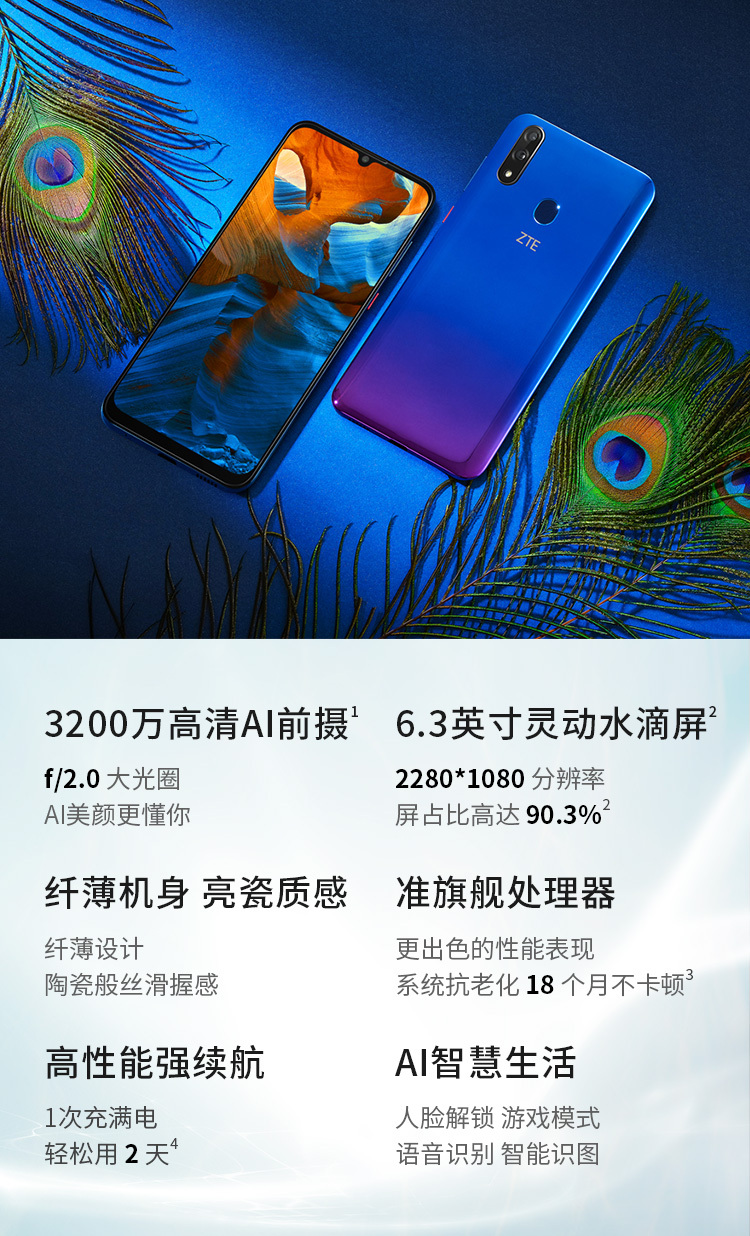 ZTE
3200万高清AI前摄1
f/2.0 大光圈
AI美颜更懂你
6.3英寸灵动水滴屏2
2280*1080 分辨率
屏占比高达 90.3%2
纤薄机身 亮瓷质感
纤薄设计
陶瓷般丝滑握感
准旗舰处理器
更出色的性能表现
系统抗老化 18 个月不卡顿3
高性能强续航
1次充满电
轻松用 2 天4
AI智慧生活
人脸解锁 游戏模式
语音识别 智能识图